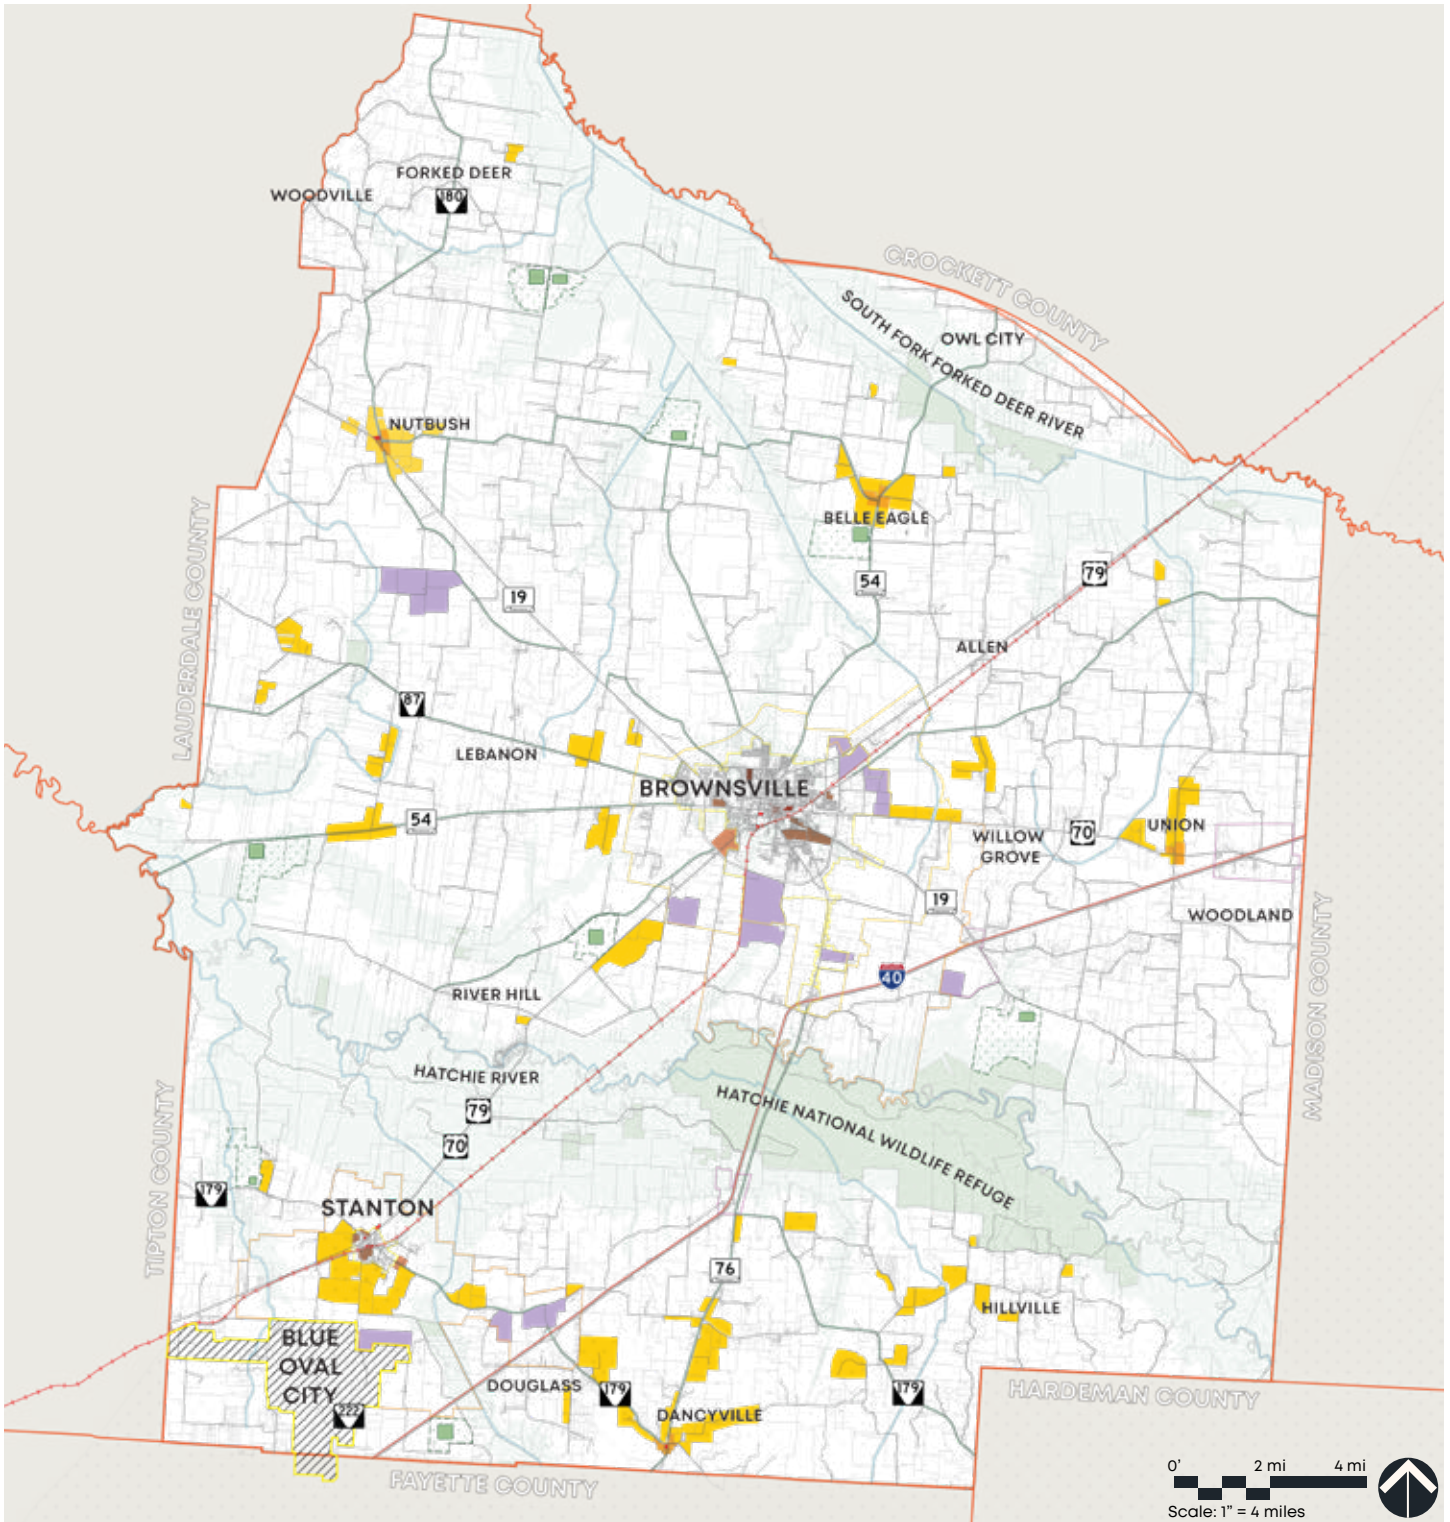 FORKED DEER
180
WOODVILLE
CROCKETT COUNTY
SOUTH FORK FORKED DEER RIVER
OWL CITY
NUTBUSH
BELLE EAGLE
LAUDERDALE COUNTY
54
79
19
ALLEN
87
LEBANON
BROWNSVILLE
54
WILLOW
GROVE
70
UNION
19
WOODLAND
40
RIVER HILL
MADISON COUNTY
HATCHIE RIVER
79
70
HATCHIE NATIONAL WILDLIFE REFUGE
TIPTON COUNTY
179
STANTON
76
HILLVILLE
BLUE
OVAL
CITY
222
DOUGLASS
179
DANCYVILLE
179
HARDEMAN COUNTY
FAYETTE COUNTY
0' 2 mi 4 mi
Scale: 1" = 4 miles